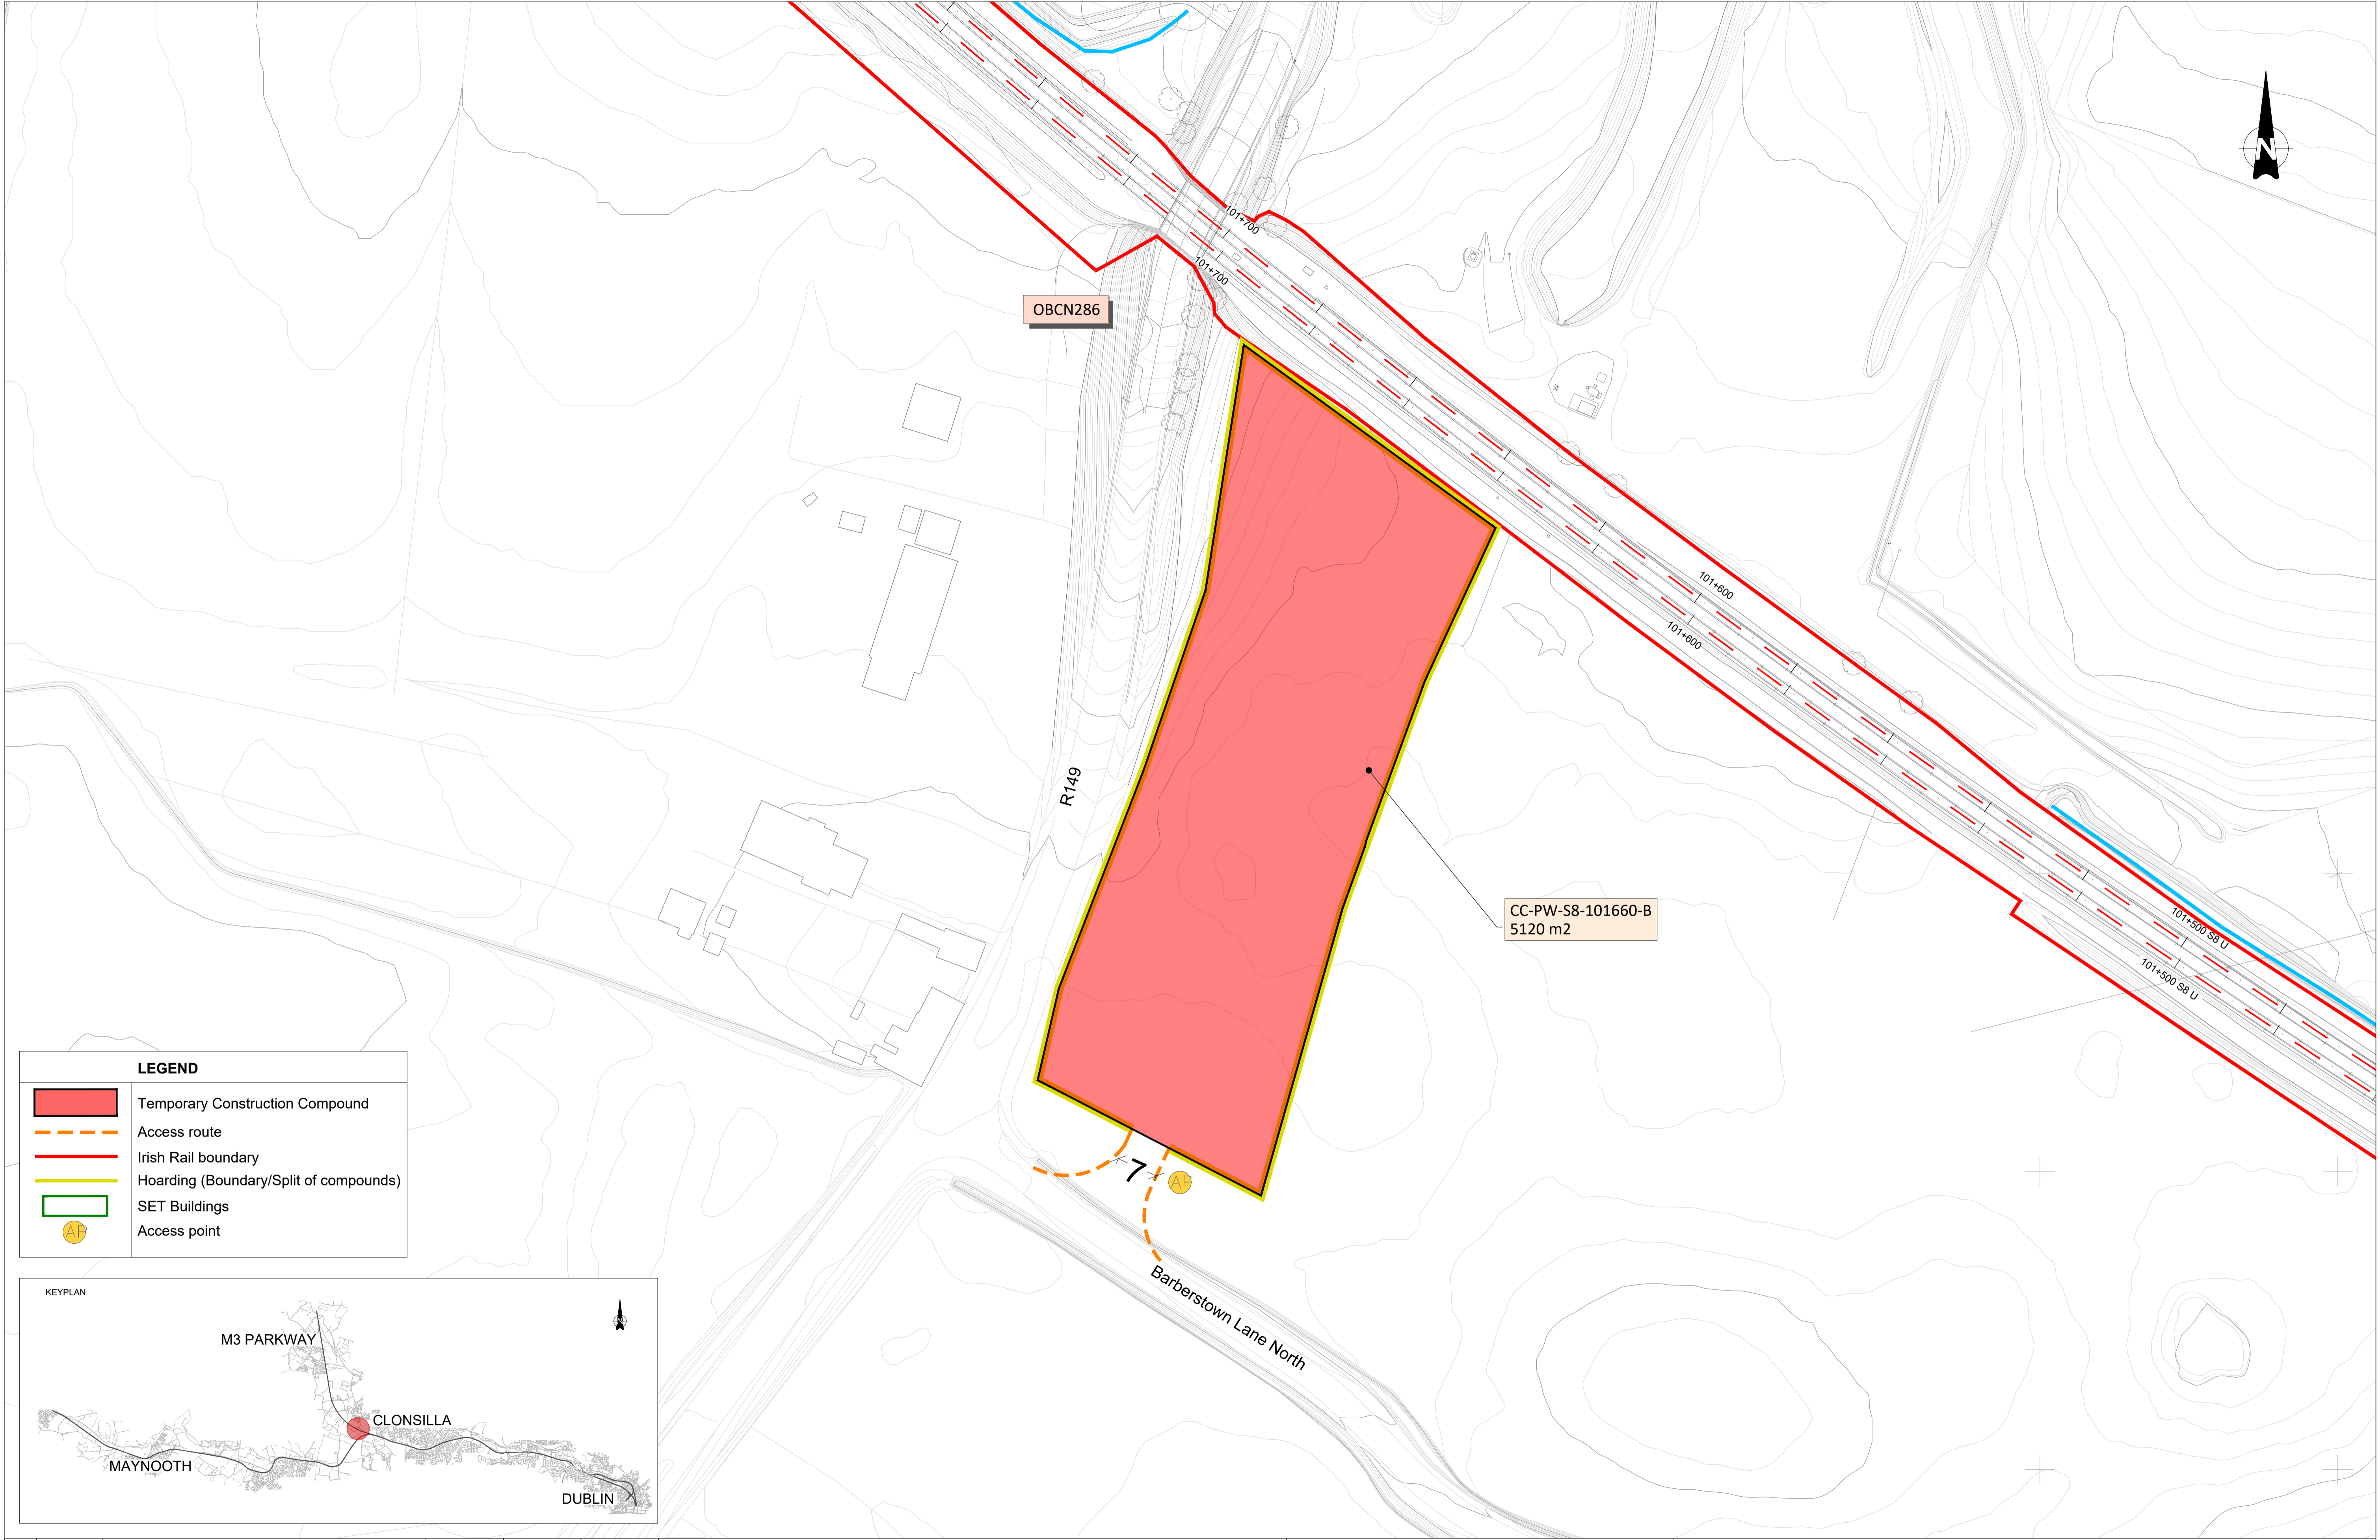 N
101+700
101+700
OBCN286
101+600
101+600
R149
CC-PW-S8-101660-B
5120 m2
101+500 S8 U
101+500 S8 U
7
AP
Barberstown Lane North
LEGEND
Temporary Construction Compound
Access route
Irish Rail boundary
Hoarding (Boundary/Split of compounds)
SET Buildings
AP
Access point
KEYPLAN
N
M3 PARKWAY
CLONSILLA
MAYNOOTH
DUBLIN